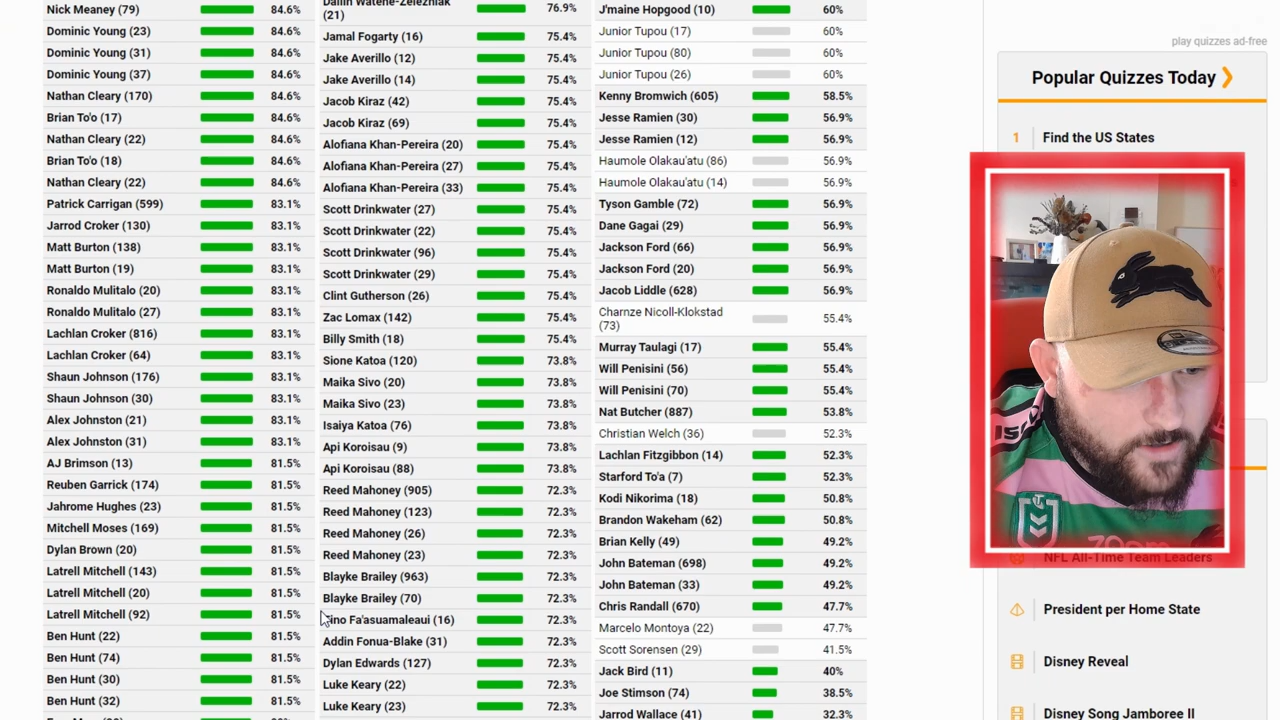 Nick Meaney (79) 84.6%
Dominic Young (23) 84.6%
Dominic Young (31) 84.6%
Dominic Young (37) 84.6%
Nathan Cleary (170) 84.6%
Brian To'o (17) 84.6%
Nathan Cleary (22) 84.6%
Brian To'o (18) 84.6%
Nathan Cleary (22) 84.6%
Patrick Carrigan (599) 83.1%
Jarrod Croker (130) 83.1%
Matt Burton (138) 83.1%
Matt Burton (19) 83.1%
Ronaldo Mulitalo (20) 83.1%
Ronaldo Mulitalo (27) 83.1%
Lachlan Croker (816) 83.1%
Lachlan Croker (64) 83.1%
Shaun Johnson (176) 83.1%
Shaun Johnson (30) 83.1%
Alex Johnston (21) 83.1%
Alex Johnston (31) 83.1%
AJ Brimson (13) 81.5%
Reuben Garrick (174) 81.5%
Jahrome Hughes (23) 81.5%
Mitchell Moses (169) 81.5%
Dylan Brown (20) 81.5%
Latrell Mitchell (143) 81.5%
Latrell Mitchell (20) 81.5%
Latrell Mitchell (92) 81.5%
Ben Hunt (22) 81.5%
Ben Hunt (74) 81.5%
Ben Hunt (30) 81.5%
Ben Hunt (32) 81.5%
Dallin Watene-Zelezniak
(21) 76.9%
Jamal Fogarty (16) 75.4%
Jake Averillo (12) 75.4%
Jake Averillo (14) 75.4%
Jacob Kiraz (42) 75.4%
Jacob Kiraz (69) 75.4%
Alofiana Khan-Pereira (20) 75.4%
Alofiana Khan-Pereira (27) 75.4%
Alofiana Khan-Pereira (33) 75.4%
Scott Drinkwater (27) 75.4%
Scott Drinkwater (22) 75.4%
Scott Drinkwater (96) 75.4%
Scott Drinkwater (29) 75.4%
Clint Gutherson (26) 75.4%
Zac Lomax (142) 75.4%
Billy Smith (18) 75.4%
Sione Katoa (120) 73.8%
Maika Sivo (20) 73.8%
Maika Sivo (23) 73.8%
Isaiya Katoa (76) 73.8%
Api Koroisau (9) 73.8%
Api Koroisau (88) 73.8%
Reed Mahoney (905) 72.3%
Reed Mahoney (123) 72.3%
Reed Mahoney (26) 72.3%
Reed Mahoney (23) 72.3%
Blayke Brailey (963) 72.3%
Blayke Brailey (70) 72.3%
Tino Fa'asuamaleaui (16) 72.3%
Addin Fonua-Blake (31) 72.3%
Dylan Edwards (127) 72.3%
Luke Keary (22) 72.3%
Luke Keary (23) 72.3%
J'maine Hopgood (10) 60%
Junior Tupou (17) 60%
Junior Tupou (80) 60%
Junior Tupou (26) 60%
Kenny Bromwich (605) 58.5%
Jesse Ramien (30) 56.9%
Jesse Ramien (12) 56.9%
Haumole Olakau'atu (86) 56.9%
Haumole Olakau'atu (14) 56.9%
Tyson Gamble (72) 56.9%
Dane Gagai (29) 56.9%
Jackson Ford (66) 56.9%
Jackson Ford (20) 56.9%
Jacob Liddle (628) 56.9%
Charnze Nicoll-Klokstad
(73) 55.4%
Murray Taulagi (17) 55.4%
Will Penisini (56) 55.4%
Will Penisini (70) 55.4%
Nat Butcher (887) 53.8%
Christian Welch (36) 52.3%
Lachlan Fitzgibbon (14) 52.3%
Starford To'a (7) 52.3%
Kodi Nikorima (18) 50.8%
Brandon Wakeham (62) 50.8%
Brian Kelly (49) 49.2%
John Bateman (698) 49.2%
John Bateman (33) 49.2%
Chris Randall (670) 47.7%
Marcelo Montoya (22) 47.7%
Scott Sorensen (29) 41.5%
Jack Bird (11) 40%
Joe Stimson (74) 38.5%
Jarrod Wallace (41) 32.3%
play quizzes ad-free
Popular Quizzes Today
1 Find the US States
NFL All-Time Team Leaders
President per Home State
Disney Reveal
Disney Song Jamboree II